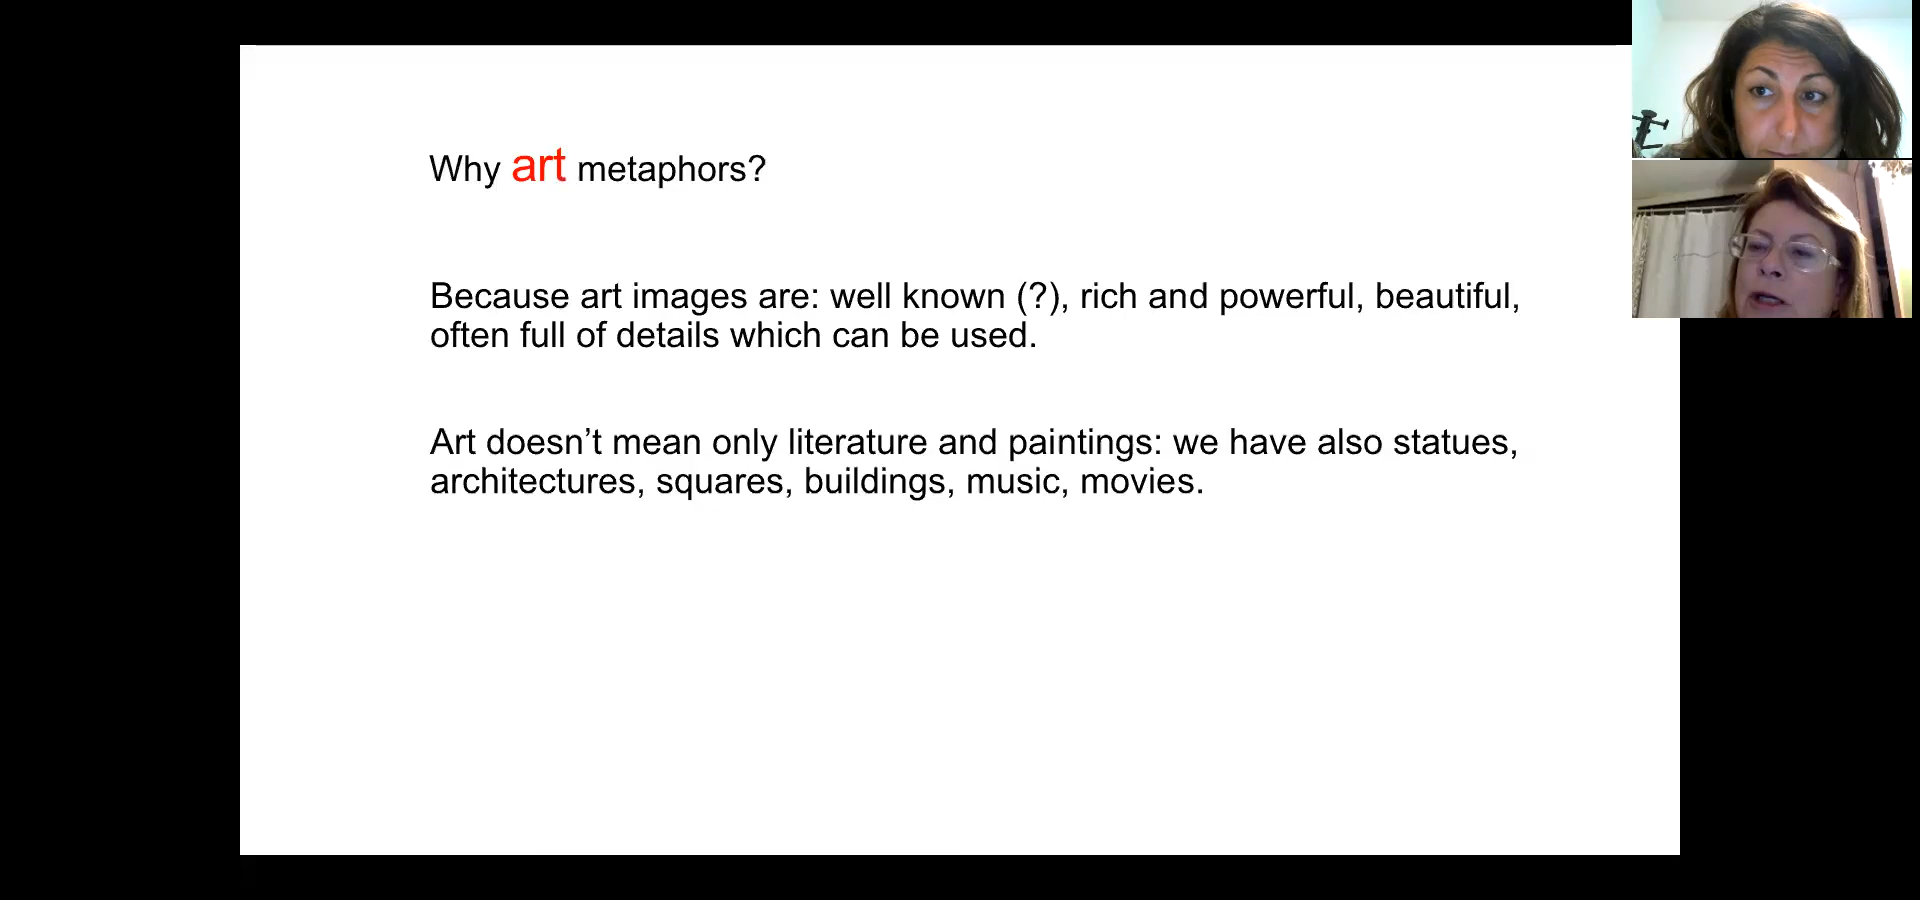 Why art metaphors?
Because art images are: well known (?), rich and powerful, beautiful,
often full of details which can be used.
Art doesn’t mean only literature and paintings: we have also statues,
architectures, squares, buildings, music, movies.